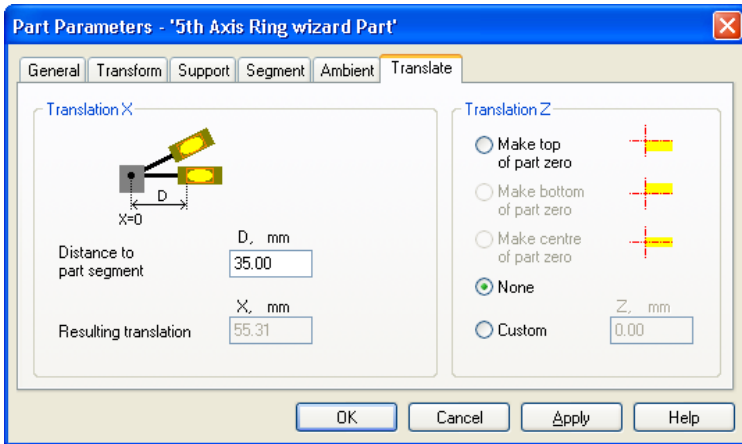 Part Parameters - '5th Axis Ring wizard Part'
General Transform Support Segment Ambient Translate
Translation X
D
X=0
D, mm
Distance to
part segment
35.00
X, mm
Resulting translation
55.31
Translation Z
Make top
of part zero
Make bottom
of part zero
Make centre
of part zero
None
Z, mm
Custom
0.00
OK Cancel Apply Help